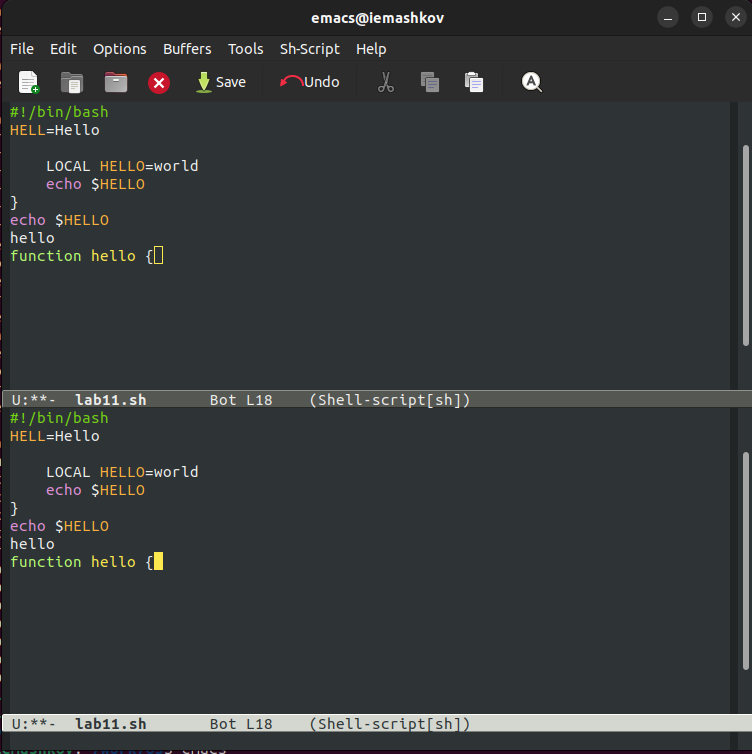 emacs@iemashkov
File Edit Options Buffers Tools Sh-Script Help
Save Undo
#!/bin/bash
HELL=Hello
LOCAL HELLO=world
echo $HELLO
}
echo $HELLO
hello
function hello {
U:**- lab11.sh Bot L18 (Shell-script[sh])
#!/bin/bash
HELL=Hello
LOCAL HELLO=world
echo $HELLO
}
echo $HELLO
hello
function hello {
U:**- lab11.sh Bot L18 (Shell-script[sh])